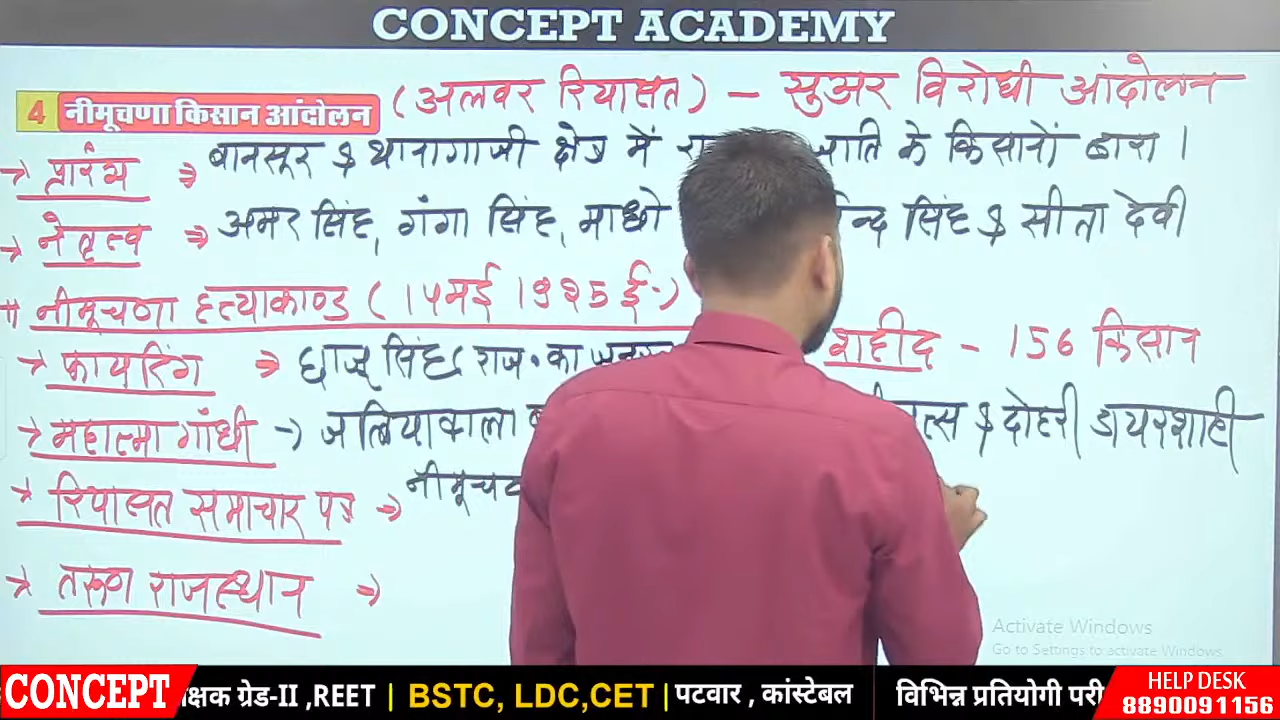 CONCEPT ACADEMY
4 नीमूचणा किसान आंदोलन (अलवर रियासत) - सुअर विरोधी आंदोलन
→ प्रारंभ ⇒ बानसूर & थानागाजी क्षेत्र में जाति के किसानों द्वारा ।
→ नेतृत्व ⇒ अमर सिंह, गंगा सिंह, माधो सिंह & सीता देवी
नीमूचणा हत्याकाण्ड (14 मई 1925 ई॰)
→ फायरिंग ⇒ छाजू सिंह ( राज॰ का शहीद - 156 किसान
→ महात्मा गाँधी → जलियावाला & दोहरी डायरशाही
→ रियासत समाचार पत्र ⇒
→ तरूण राजस्थान ⇒
Activate Windows
Go to Settings to activate Windows.
CONCEPT क्षक ग्रेड-II ,REET | BSTC, LDC,CET | पटवार , कांस्टेबल विभिन्न प्रतियोगी परी HELP DESK
8890091156